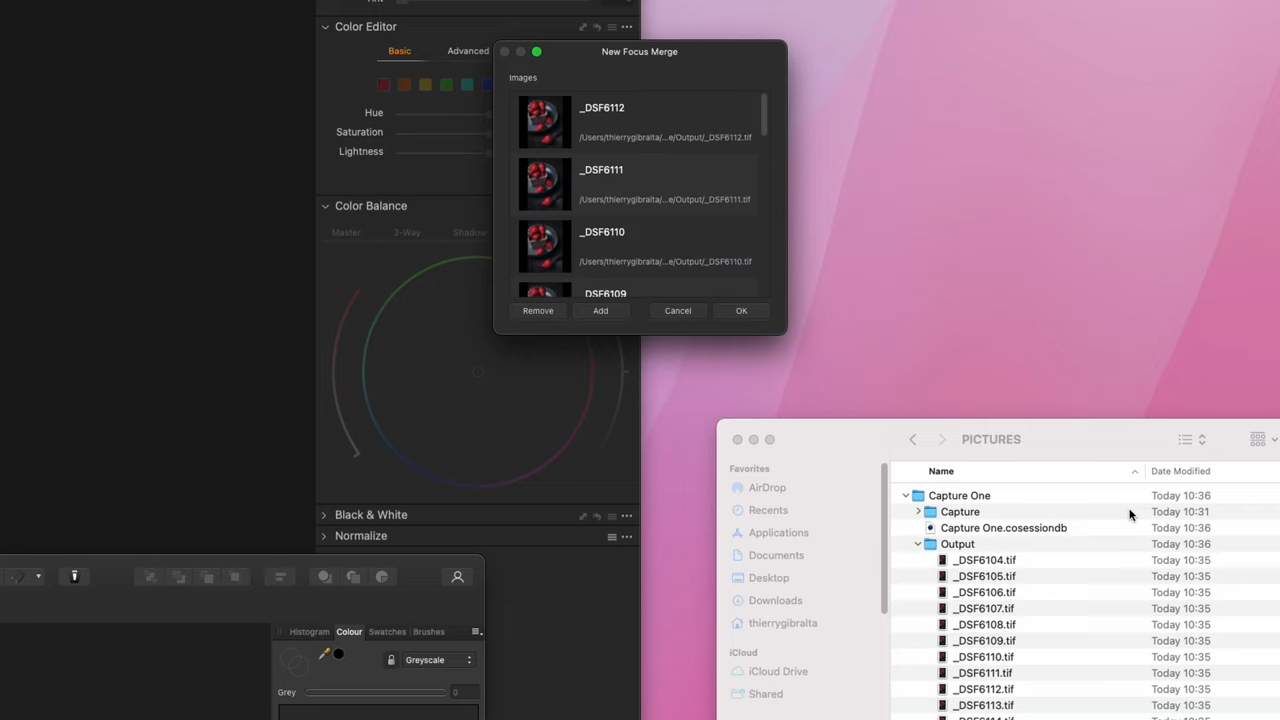 Color Editor
Basic
Advanced
Hue
Saturation
Lightness
Color Balance
Master
3-Way
Shadow
Black & White
Normalize
New Focus Merge
Images
_DSF6112
/Users/thierrygibralta/...e/Output/_DSF6112.tif
_DSF6111
/Users/thierrygibralta/...e/Output/_DSF6111.tif
_DSF6110
/Users/thierrygibralta/...e/Output/_DSF6110.tif
_DSF6109
Remove
Add
Cancel
OK
Histogram
Colour
Swatches
Brushes
Greyscale
Grey
0
PICTURES
Favorites
AirDrop
Recents
Applications
Documents
Desktop
Downloads
thierrygibralta
iCloud
iCloud Drive
Shared
Name
Date Modified
Capture One
Today 10:36
Capture
Today 10:31
Capture One.cosessiondb
Today 10:36
Output
Today 10:36
_DSF6104.tif
Today 10:35
_DSF6105.tif
Today 10:35
_DSF6106.tif
Today 10:35
_DSF6107.tif
Today 10:35
_DSF6108.tif
Today 10:35
_DSF6109.tif
Today 10:35
_DSF6110.tif
Today 10:35
_DSF6111.tif
Today 10:35
_DSF6112.tif
Today 10:35
_DSF6113.tif
Today 10:35